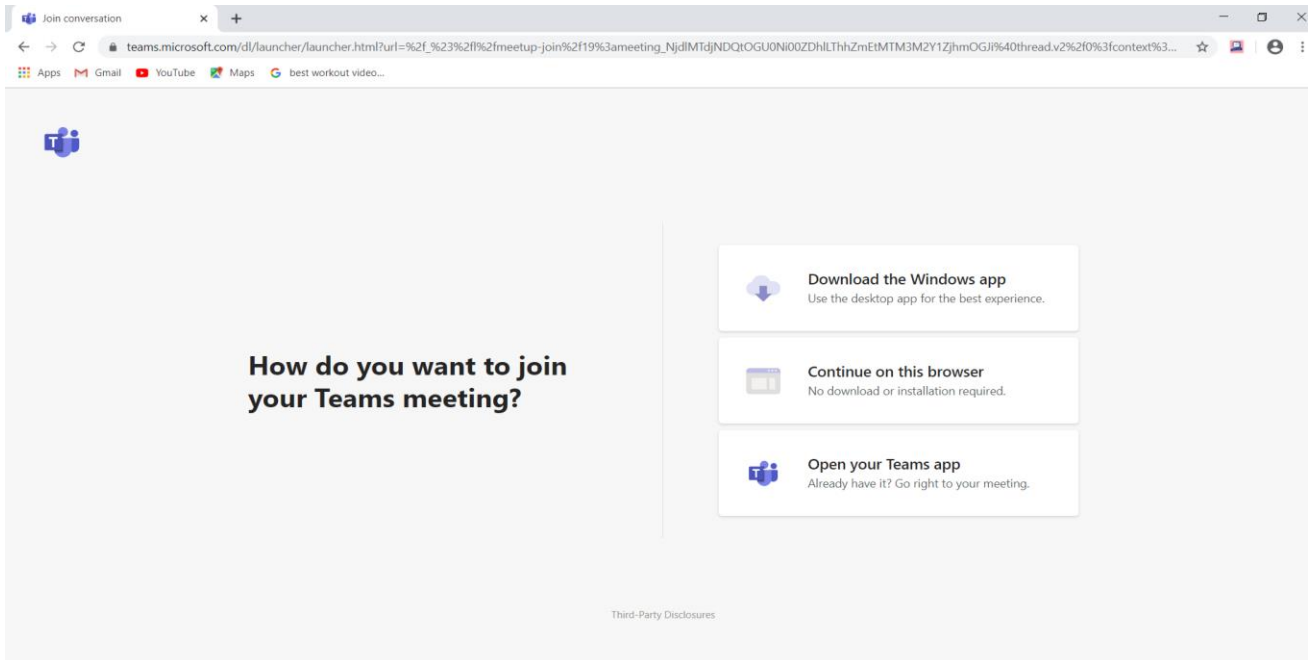 Join conversation
teams.microsoft.com/dl/launcher/launcher.html?url=%2f_%23%2fl%2fmeetup-join%2f19%3ameeting_NjdlMTdjNDQtOGU0Ni00ZDhlLThhZmEtMTM3M2Y1ZjhmOGJi%40thread.v2%2f0%3fcontext%3...
Apps Gmail YouTube Maps best workout video...
Download the Windows app
Use the desktop app for the best experience.
How do you want to join
your Teams meeting?
Continue on this browser
No download or installation required.
Open your Teams app
Already have it? Go right to your meeting.
Third-Party Disclosures